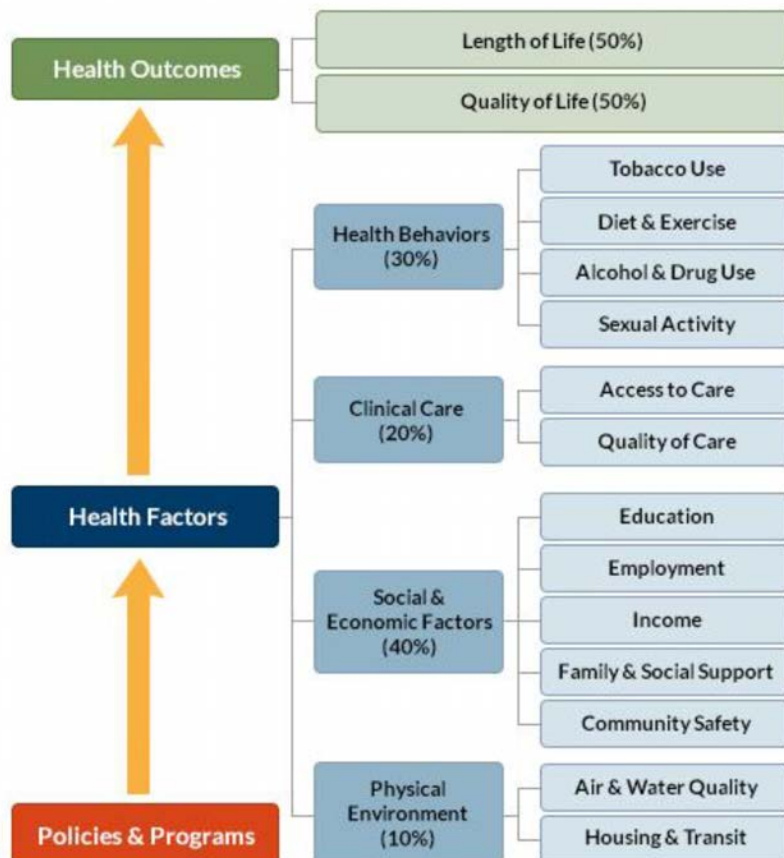 Health Outcomes
Length of Life (50%)
Quality of Life (50%)
Health Behaviors
(30%)
Tobacco Use
Diet & Exercise
Alcohol & Drug Use
Sexual Activity
Clinical Care
(20%)
Access to Care
Quality of Care
Health Factors
Social &
Economic Factors
(40%)
Education
Employment
Income
Family & Social Support
Community Safety
Physical
Environment
(10%)
Air & Water Quality
Housing & Transit
Policies & Programs